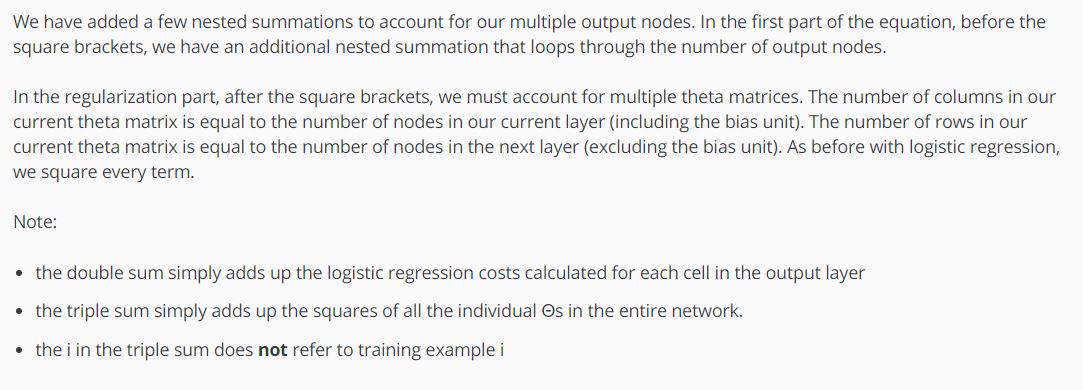 We have added a few nested summations to account for our multiple output nodes. In the first part of the equation, before the
square brackets, we have an additional nested summation that loops through the number of output nodes.
In the regularization part, after the square brackets, we must account for multiple theta matrices. The number of columns in our
current theta matrix is equal to the number of nodes in our current layer (including the bias unit). The number of rows in our
current theta matrix is equal to the number of nodes in the next layer (excluding the bias unit). As before with logistic regression,
we square every term.
Note:
• the double sum simply adds up the logistic regression costs calculated for each cell in the output layer
• the triple sum simply adds up the squares of all the individual Θs in the entire network.
• the i in the triple sum does not refer to training example i